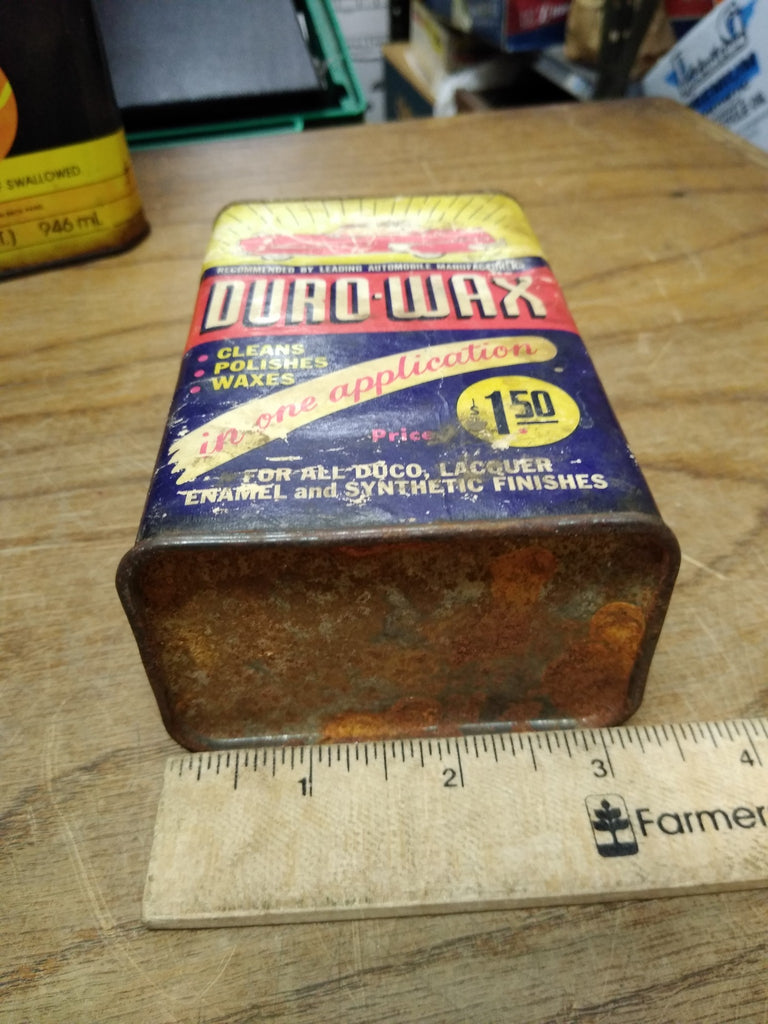 F SWALLOWED
T.) 946 ml.
RECOMMENDED BY LEADING AUTOMOBILE MANUFACTURERS
DURO-WAX
• CLEANS
• POLISHES
• WAXES
in one application
Price $1.50
FOR ALL DUCO, LACQUER
ENAMEL and SYNTHETIC FINISHES
1 2 3 4
Farmer